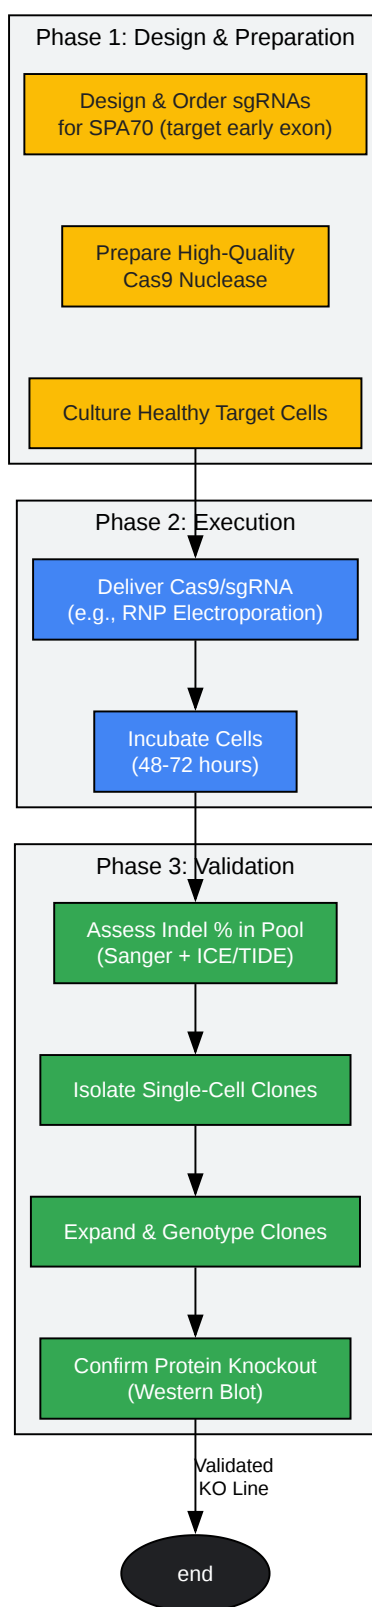 Phase 1: Design & Preparation
Design & Order sgRNAs
for SPA70 (target early exon)
Prepare High-Quality
Cas9 Nuclease
Culture Healthy Target Cells
Phase 2: Execution
Deliver Cas9/sgRNA
(e.g., RNP Electroporation)
Incubate Cells
(48-72 hours)
Phase 3: Validation
Assess Indel % in Pool
(Sanger + ICE/TIDE)
Isolate Single-Cell Clones
Expand & Genotype Clones
Confirm Protein Knockout
(Western Blot)
Validated
KO Line
end